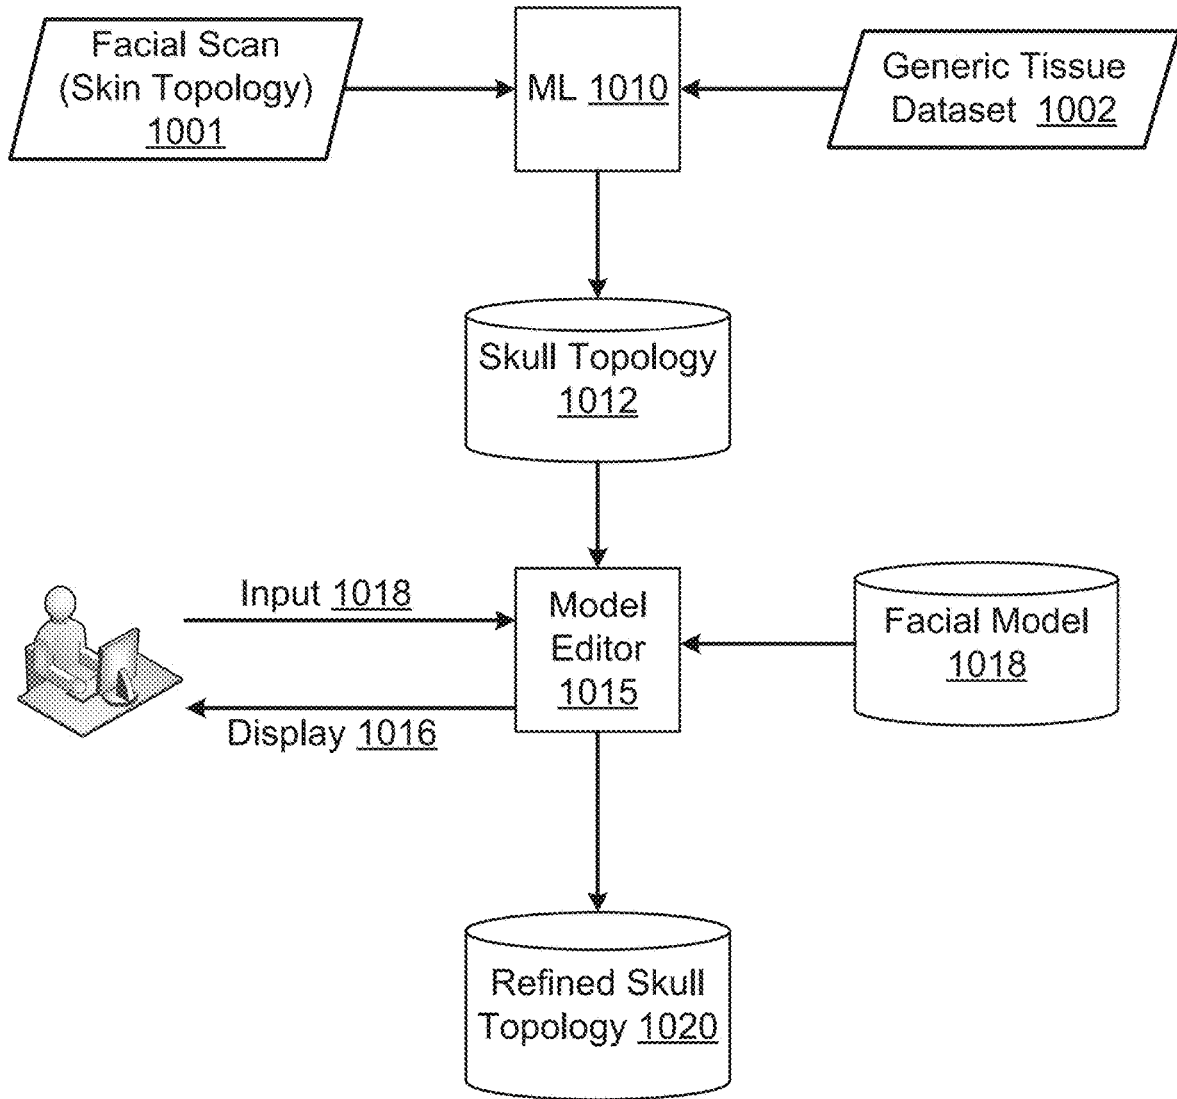 Facial Scan
(Skin Topology)
1001
ML 1010
Generic Tissue
Dataset 1002
Skull Topology
1012
Input 1018
Model
Editor
1015
Facial Model
1018
Display 1016
Refined Skull
Topology 1020